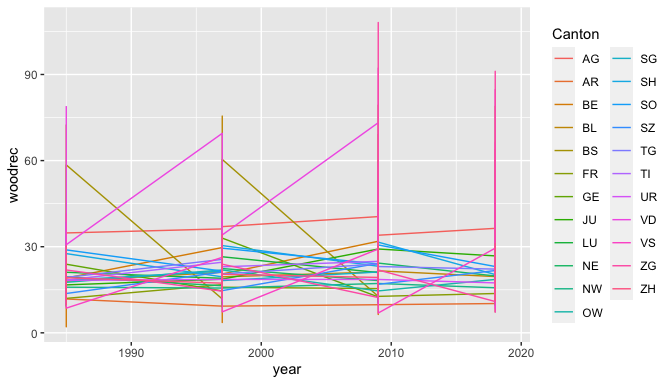 90
60
30
0
woodrec
1990
2000
2010
2020
year
Canton
AG
AR
BE
BL
BS
FR
GE
JU
LU
NE
NW
OW
SG
SH
SO
SZ
TG
TI
UR
VD
VS
ZG
ZH